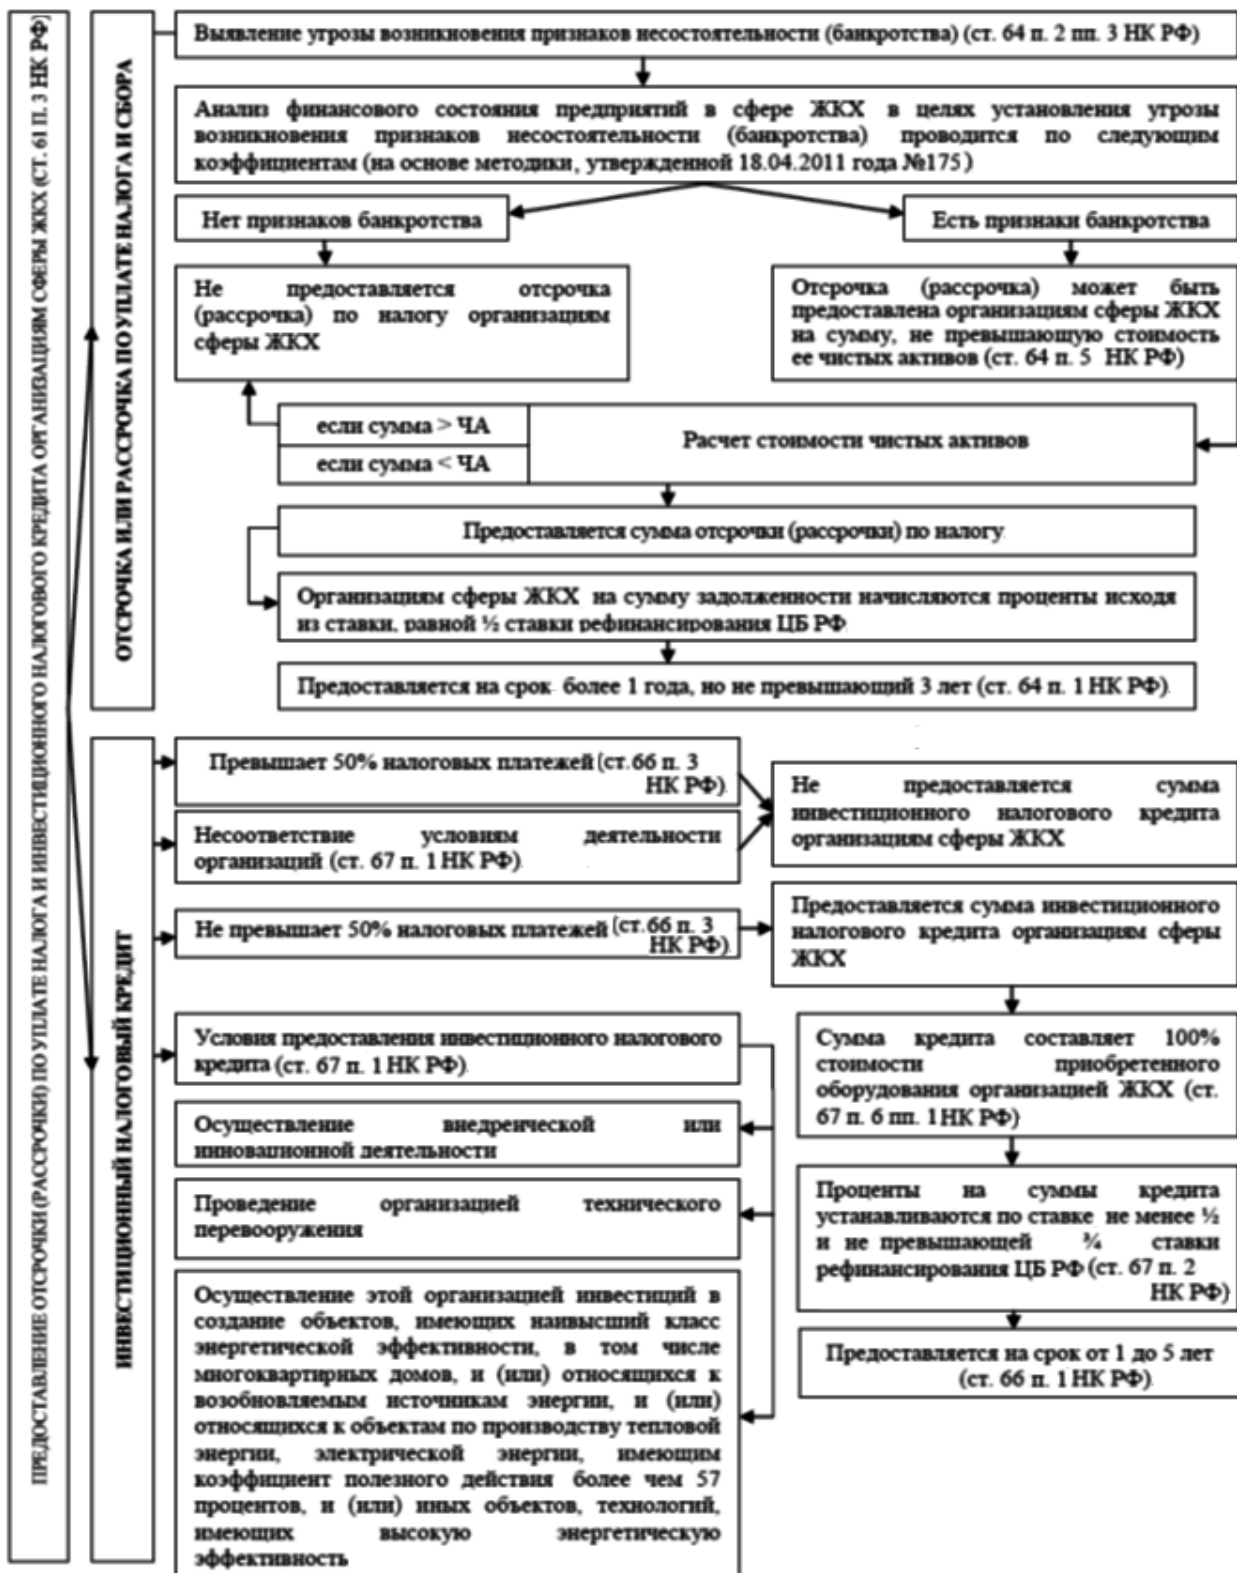 ПРЕДОСТАВЛЕНИЕ ОТСРОЧКИ (РАССРОЧКИ) ПО УПЛАТЕ НАЛОГА И ИНВЕСТИЦИОННОГО НАЛОГОВОГО КРЕДИТА ОРГАНИЗАЦИЯМ СФЕРЫ ЖКХ (СТ. 61 П. 3 НК РФ)
ОТСРОЧКА ИЛИ РАССРОЧКА ПО УПЛАТЕ НАЛОГА И СБОРА
Выявление угрозы возникновения признаков несостоятельности (банкротства) (ст. 64 п. 2 пп. 3 НК РФ)
Анализ финансового состояния предприятий в сфере ЖКХ в целях установления угрозы
возникновения признаков несостоятельности (банкротства) проводится по следующим
коэффициентам (на основе методики, утвержденной 18.04.2011 года №175)
Нет признаков банкротства
Есть признаки банкротства
Не предоставляется отсрочка
(рассрочка) по налогу организациям
сферы ЖКХ
Отсрочка (рассрочка) может быть
предоставлена организациям сферы ЖКХ
на сумму, не превышающую стоимость
ее чистых активов (ст. 64 п. 5 НК РФ)
если сумма > ЧА
если сумма < ЧА
Расчет стоимости чистых активов
Предоставляется сумма отсрочки (рассрочки) по налогу
Организациям сферы ЖКХ на сумму задолженности начисляются проценты исходя
из ставки, равной ½ ставки рефинансирования ЦБ РФ
Предоставляется на срок более 1 года, но не превышающий 3 лет (ст. 64 п. 1 НК РФ).
ИНВЕСТИЦИОННЫЙ НАЛОГОВЫЙ КРЕДИТ
Превышает 50% налоговых платежей (ст.66 п. 3
НК РФ).
Несоответствие условиям деятельности
организаций (ст. 67 п. 1 НК РФ).
Не предоставляется сумма
инвестиционного налогового кредита
организациям сферы ЖКХ
Не превышает 50% налоговых платежей (ст.66 п. 3
НК РФ).
Предоставляется сумма инвестиционного
налогового кредита организациям сферы
ЖКХ
Условия предоставления инвестиционного налогового
кредита (ст. 67 п. 1 НК РФ).
Осуществление внедренческой или
инновационной деятельности
Проведение организацией технического
перевооружения
Осуществление этой организацией инвестиций в
создание объектов, имеющих наивысший класс
энергетической эффективности, в том числе
многоквартирных домов, и (или) относящихся к
возобновляемым источникам энергии, и (или)
относящихся к объектам по производству тепловой
энергии, электрической энергии, имеющим
коэффициент полезного действия более чем 57
процентов, и (или) иных объектов, технологий,
имеющих высокую энергетическую
эффективность
Сумма кредита составляет 100%
стоимости приобретенного
оборудования организацией ЖКХ (ст.
67 п. 6 пп. 1 НК РФ)
Проценты на суммы кредита
устанавливаются по ставке не менее ½
и не превышающей ¾ ставки
рефинансирования ЦБ РФ (ст. 67 п. 2
НК РФ)
Предоставляется на срок от 1 до 5 лет
(ст. 66 п. 1 НК РФ).